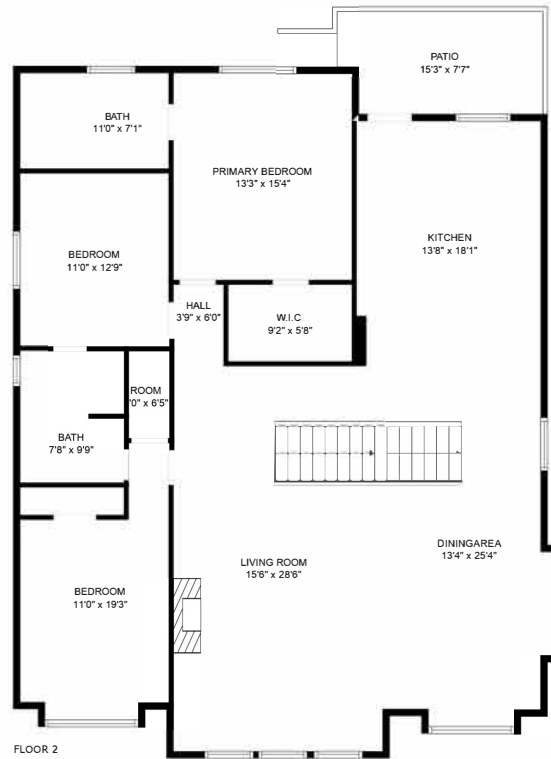 PATIO
15'3" x 7'7"
BATH
11'0" x 7'1"
PRIMARY BEDROOM
13'3" x 15'4"
KITCHEN
13'8" x 18'1"
BEDROOM
11'0" x 12'9"
HALL
3'9" x 6'0"
W.I.C
9'2" x 5'8"
ROOM
'0" x 6'5"
BATH
7'8" x 9'9"
DININGAREA
13'4" x 25'4"
LIVING ROOM
15'6" x 28'6"
BEDROOM
11'0" x 19'3"
FLOOR 2